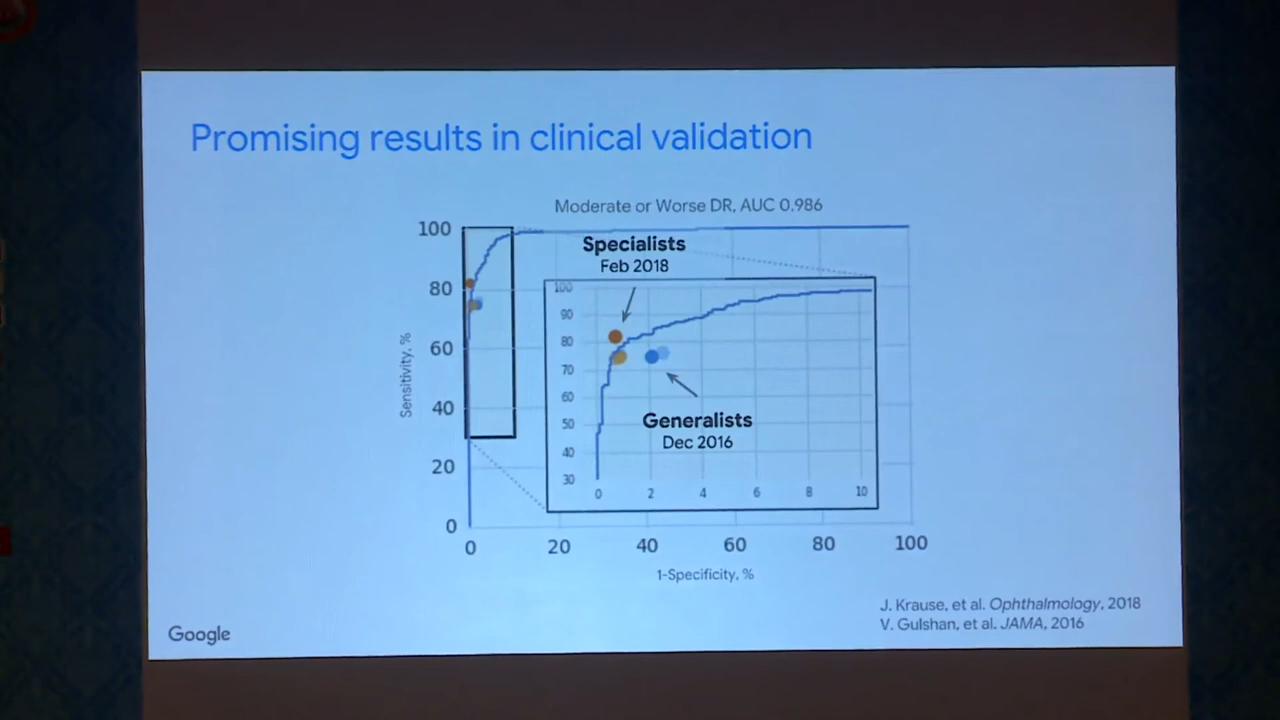 Promising results in clinical validation
Moderate or Worse DR, AUC 0.986
Specialists
Feb 2018
Generalists
Dec 2016
Sensitivity, %
100
80
60
40
20
0
0 20 40 60 80 100
1-Specificity, %
100
90
80
70
60
50
40
30
0 2 4 6 8 10
J. Krause, et al. Ophthalmology, 2018
V. Gulshan, et al. JAMA, 2016
Google